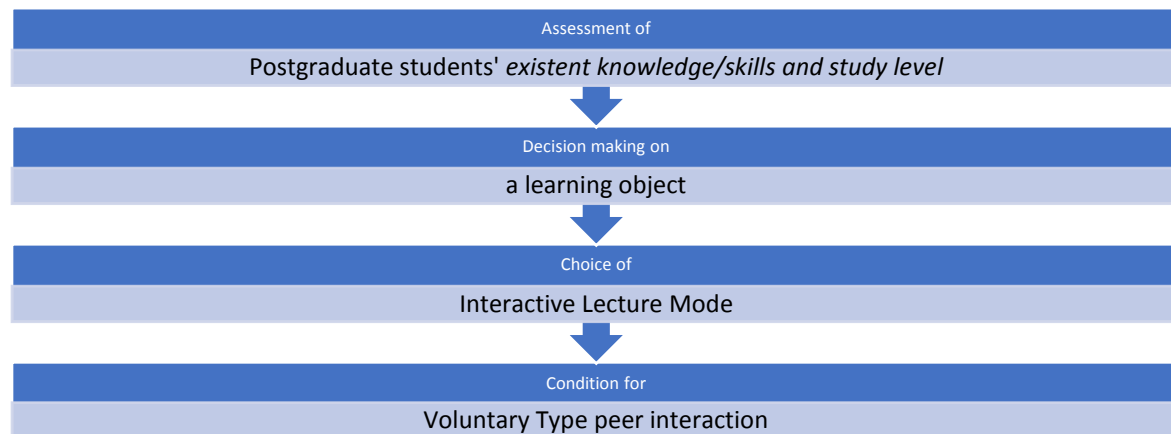 Assessment of
Postgraduate students' existent knowledge/skills and study level
Decision making on
a learning object
Choice of
Interactive Lecture Mode
Condition for
Voluntary Type peer interaction